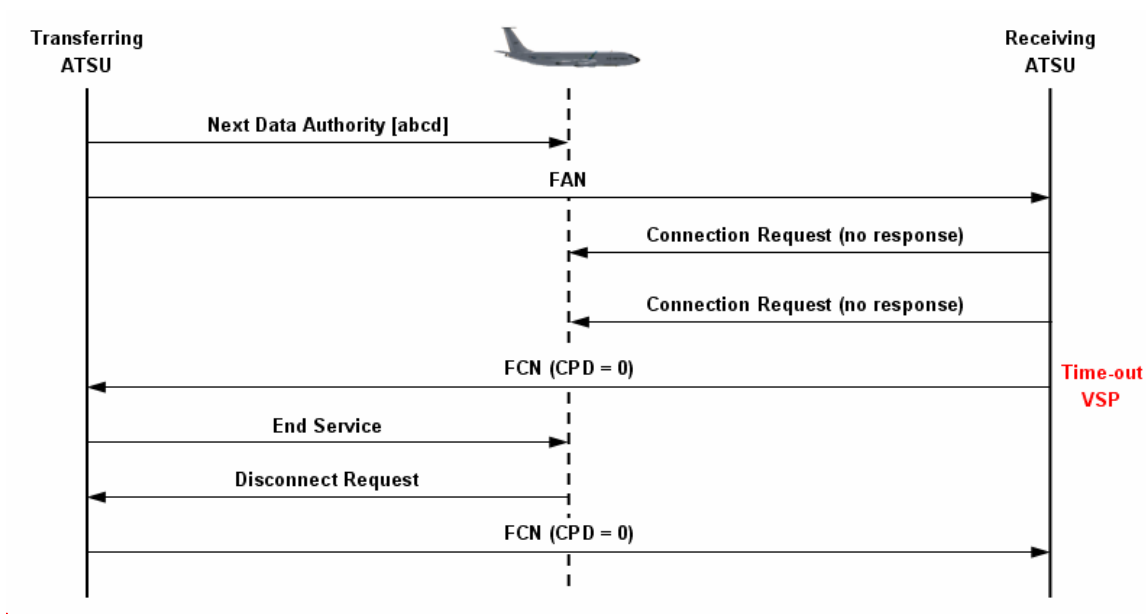 Transferring
ATSU
Receiving
ATSU
Next Data Authority [abcd]
FAN
Connection Request (no response)
Connection Request (no response)
FCN (CPD = 0)
Time-out
VSP
End Service
Disconnect Request
FCN (CPD = 0)